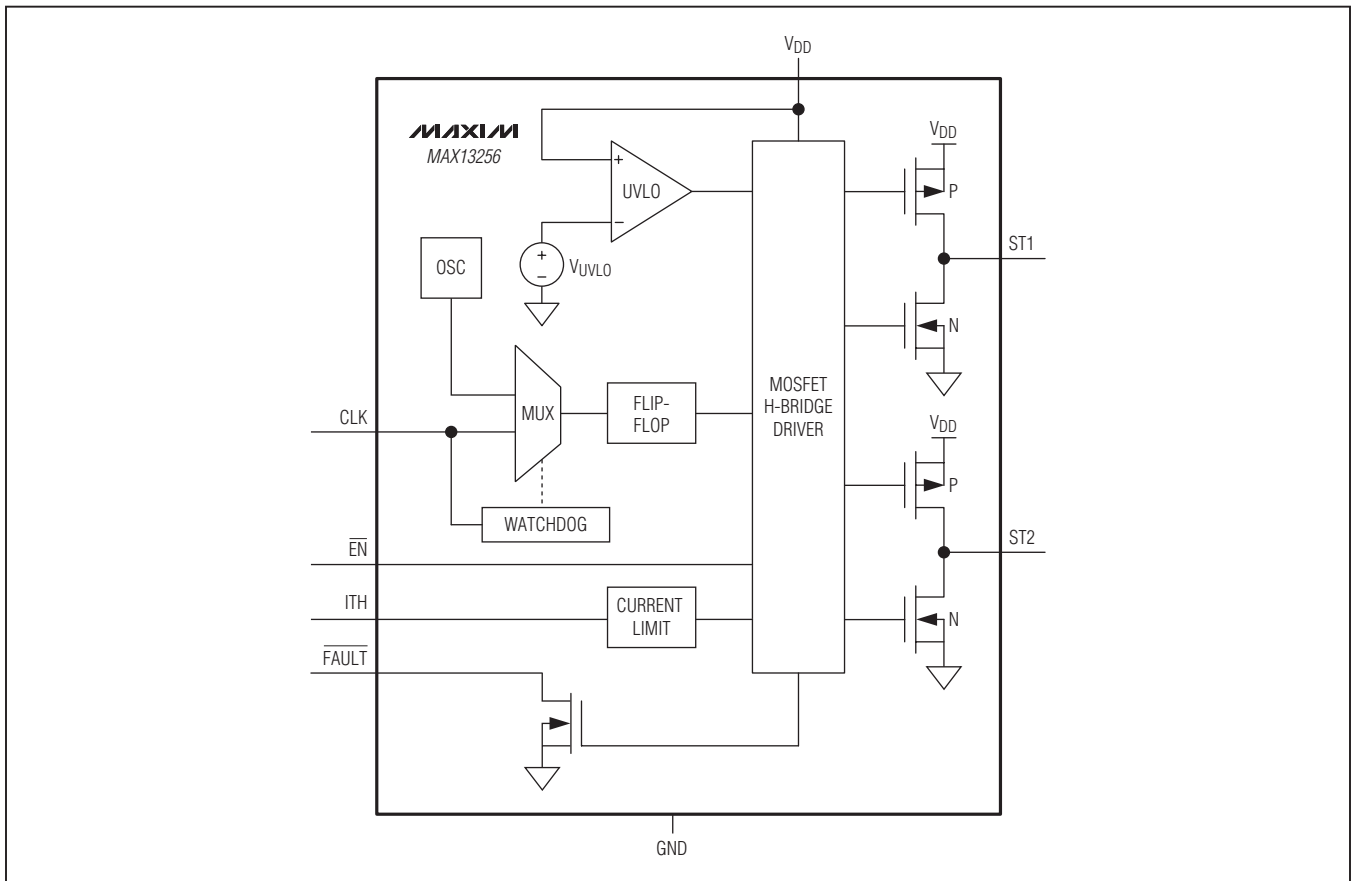 VDD
MAXIM
MAX13256
VDD
+
UVLO
P
−
ST1
OSC
+
−
VUVLO
N
MOSFET
H-BRIDGE
DRIVER
MUX
FLIP-
FLOP
CLK
VDD
P
WATCHDOG
ST2
EN
ITH
CURRENT
LIMIT
N
FAULT
GND